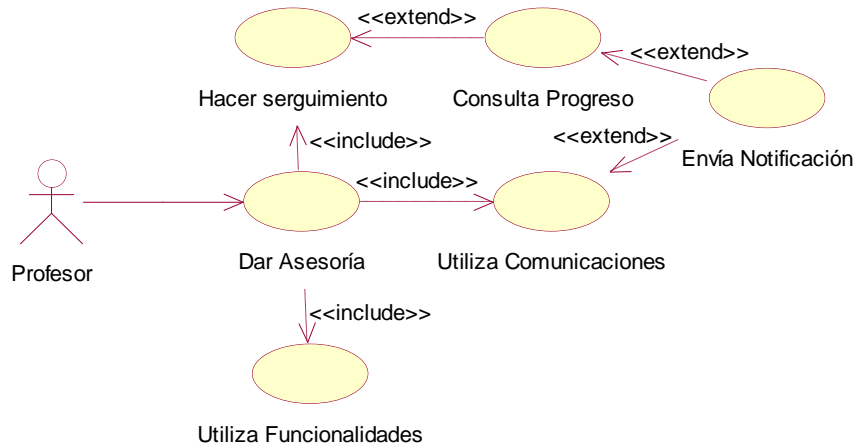 <<extend>>
<<extend>>
Hacer serguimiento
Consulta Progreso
<<extend>>
Envía Notificación
<<include>>
<<include>>
Profesor
Dar Asesoría
Utiliza Comunicaciones
<<include>>
Utiliza Funcionalidades